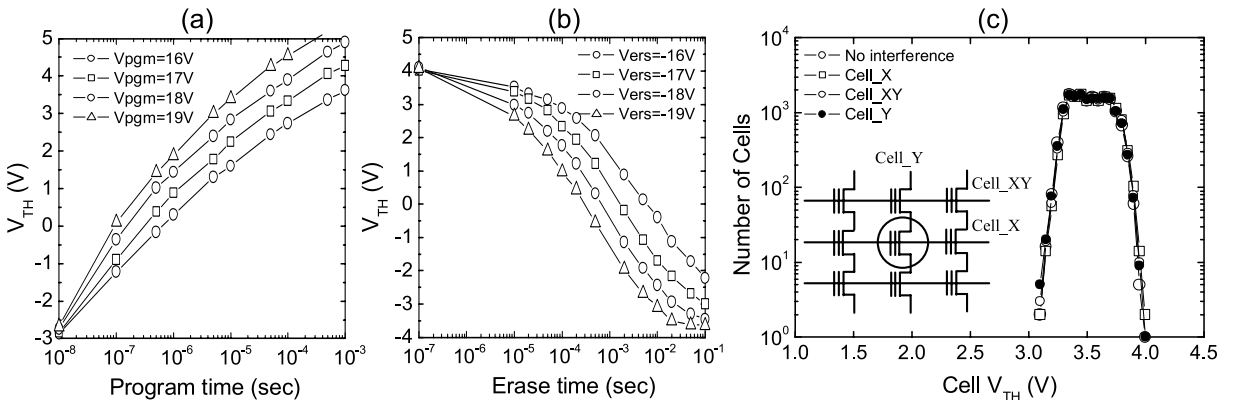 (a)
5
4
3
2
1
0
-1
-2
-3
V_TH (V)
Vpgm=16V
Vpgm=17V
Vpgm=18V
Vpgm=19V
10^-8 10^-7 10^-6 10^-5 10^-4 10^-3
Program time (sec)
(b)
5
4
3
2
1
0
-1
-2
-3
-4
V_TH (V)
Vers=-16V
Vers=-17V
Vers=-18V
Vers=-19V
10^-7 10^-6 10^-5 10^-4 10^-3 10^-2 10^-1
Erase time (sec)
(c)
10^4
10^3
10^2
10^1
10^0
Number of Cells
No interference
Cell_X
Cell_XY
Cell_Y
Cell_Y
Cell_XY
Cell_X
1.0 1.5 2.0 2.5 3.0 3.5 4.0 4.5
Cell V_TH (V)